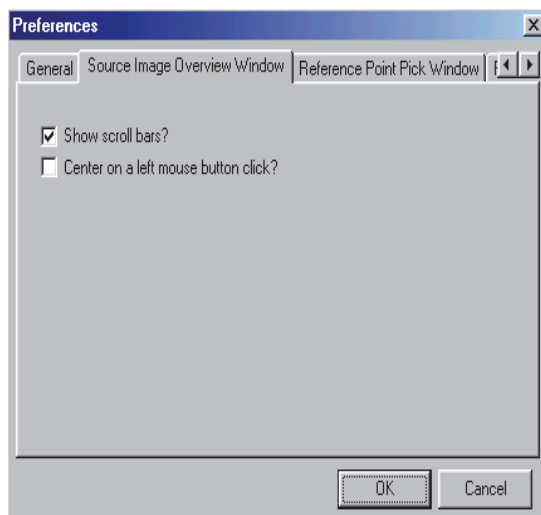 Preferences
General Source Image Overview Window Reference Point Pick Window
Show scroll bars?
Center on a left mouse button click?
OK Cancel